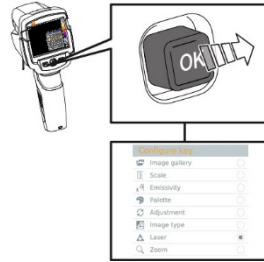 OK
Configure key
Image gallery
Scale
Emissivity
Palette
Adjustment
Image type
Laser
Zoom